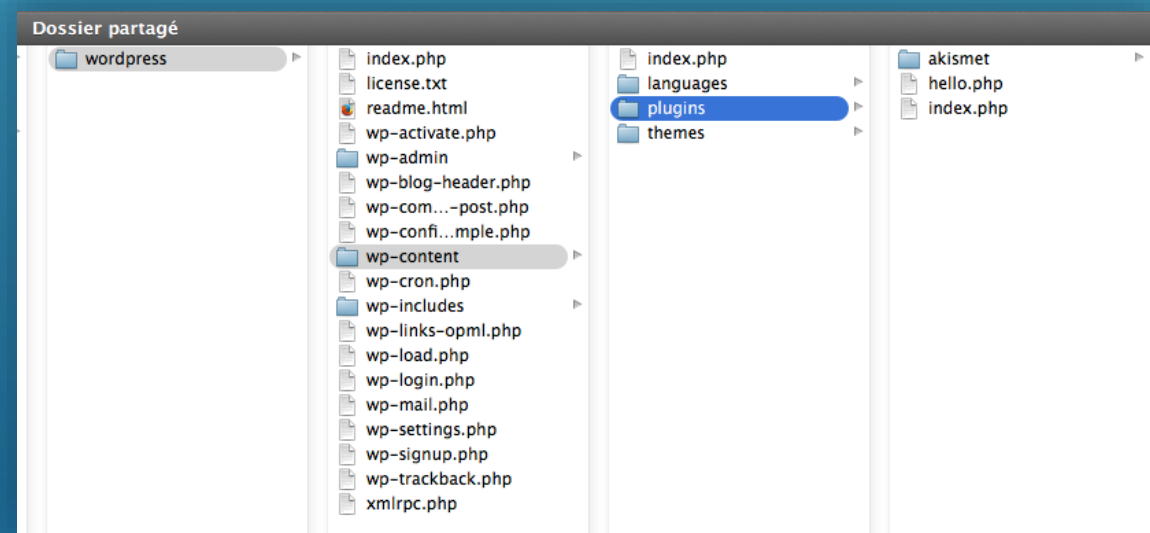 Dossier partagé
wordpress
index.php
license.txt
readme.html
wp-activate.php
wp-admin
wp-blog-header.php
wp-com...-post.php
wp-confi...mple.php
wp-content
wp-cron.php
wp-includes
wp-links-opml.php
wp-load.php
wp-login.php
wp-mail.php
wp-settings.php
wp-signup.php
wp-trackback.php
xmlrpc.php
index.php
languages
plugins
themes
akismet
hello.php
index.php